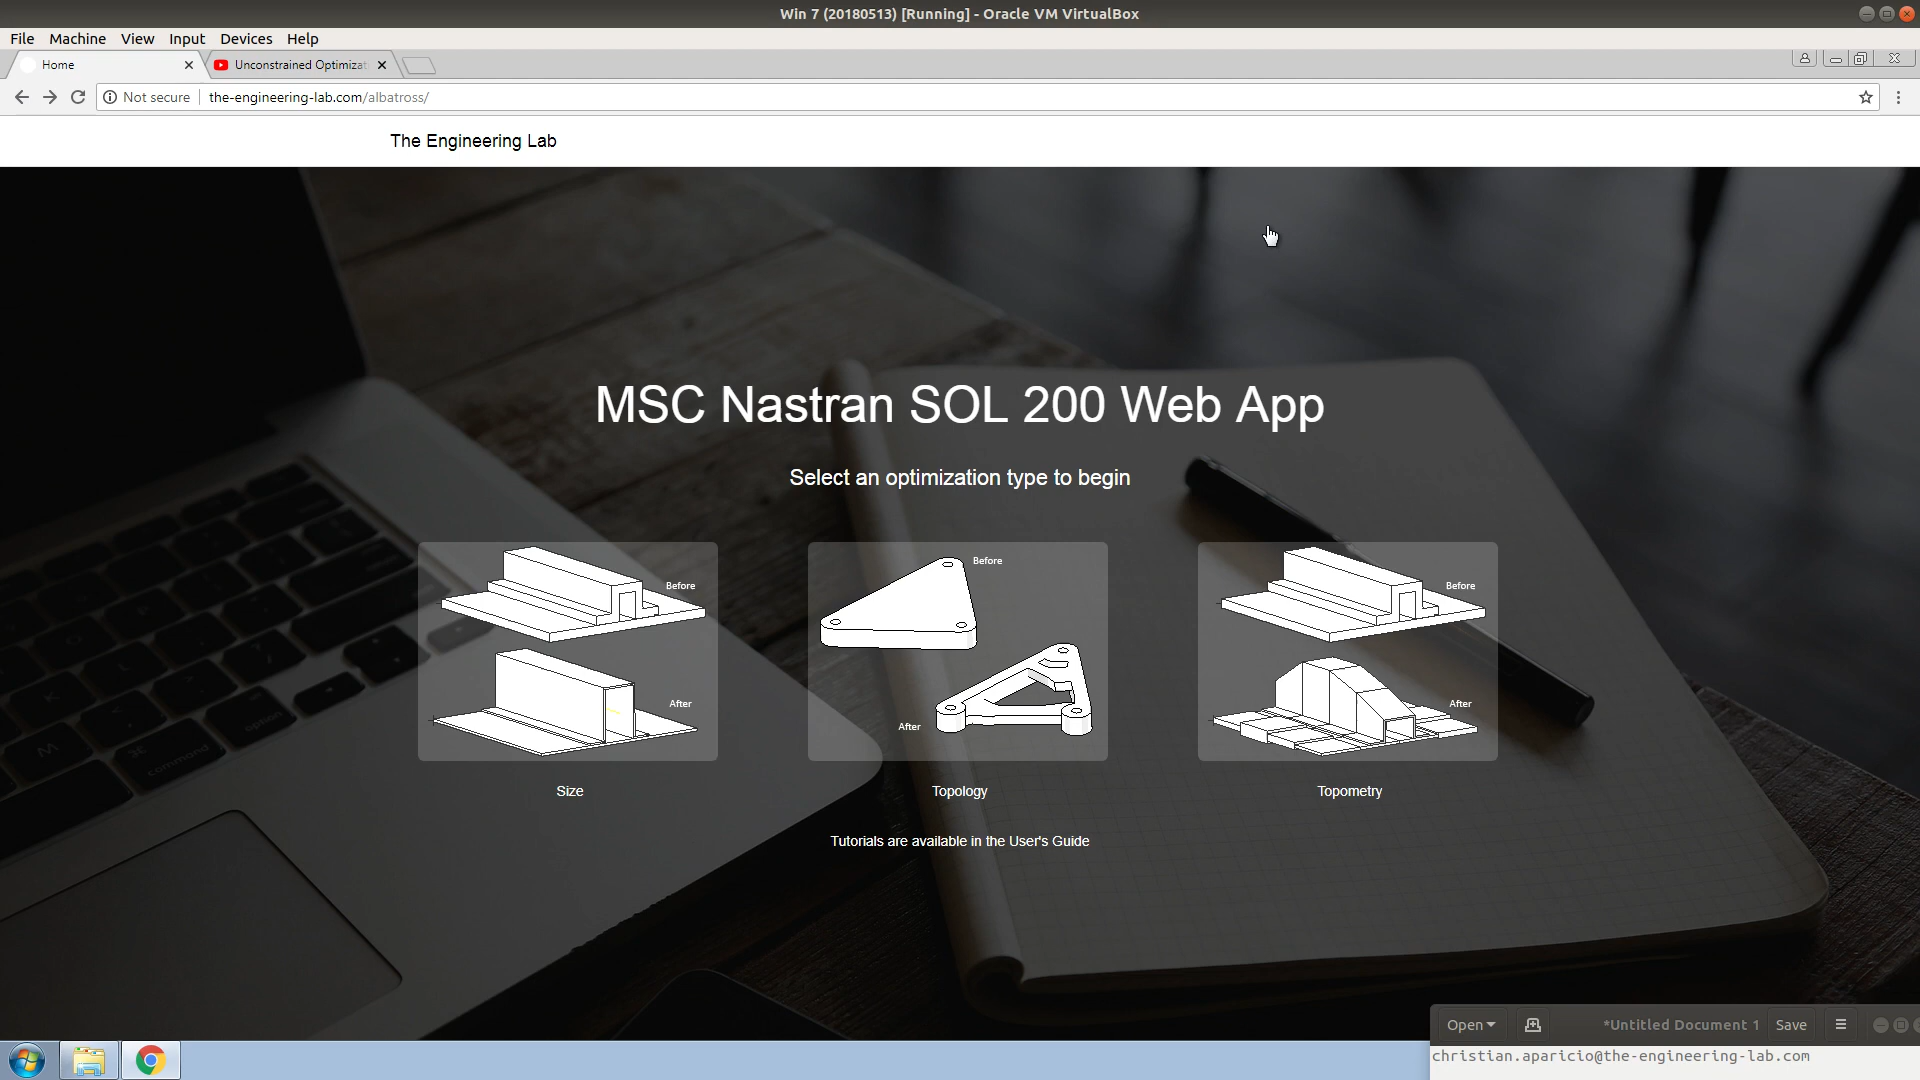 Win 7 (20180513) [Running] - Oracle VM VirtualBox
File Machine View Input Devices Help
Home
Unconstrained Optimizat
Not secure the-engineering-lab.com/albatross/
The Engineering Lab
MSC Nastran SOL 200 Web App
Select an optimization type to begin
Before
After
Size
Before
After
Topology
Before
After
Topometry
Tutorials are available in the User's Guide
Open *Untitled Document 1 Save
christian.aparicio@the-engineering-lab.com